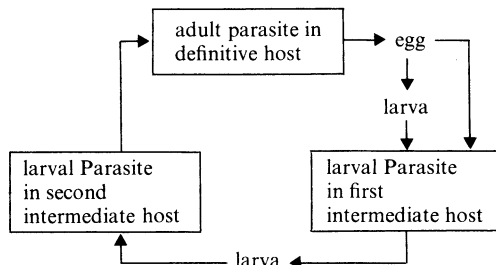 adult parasite in
definitive host
egg
larva
larval Parasite
in second
intermediate host
larval Parasite
in first
intermediate host
larva